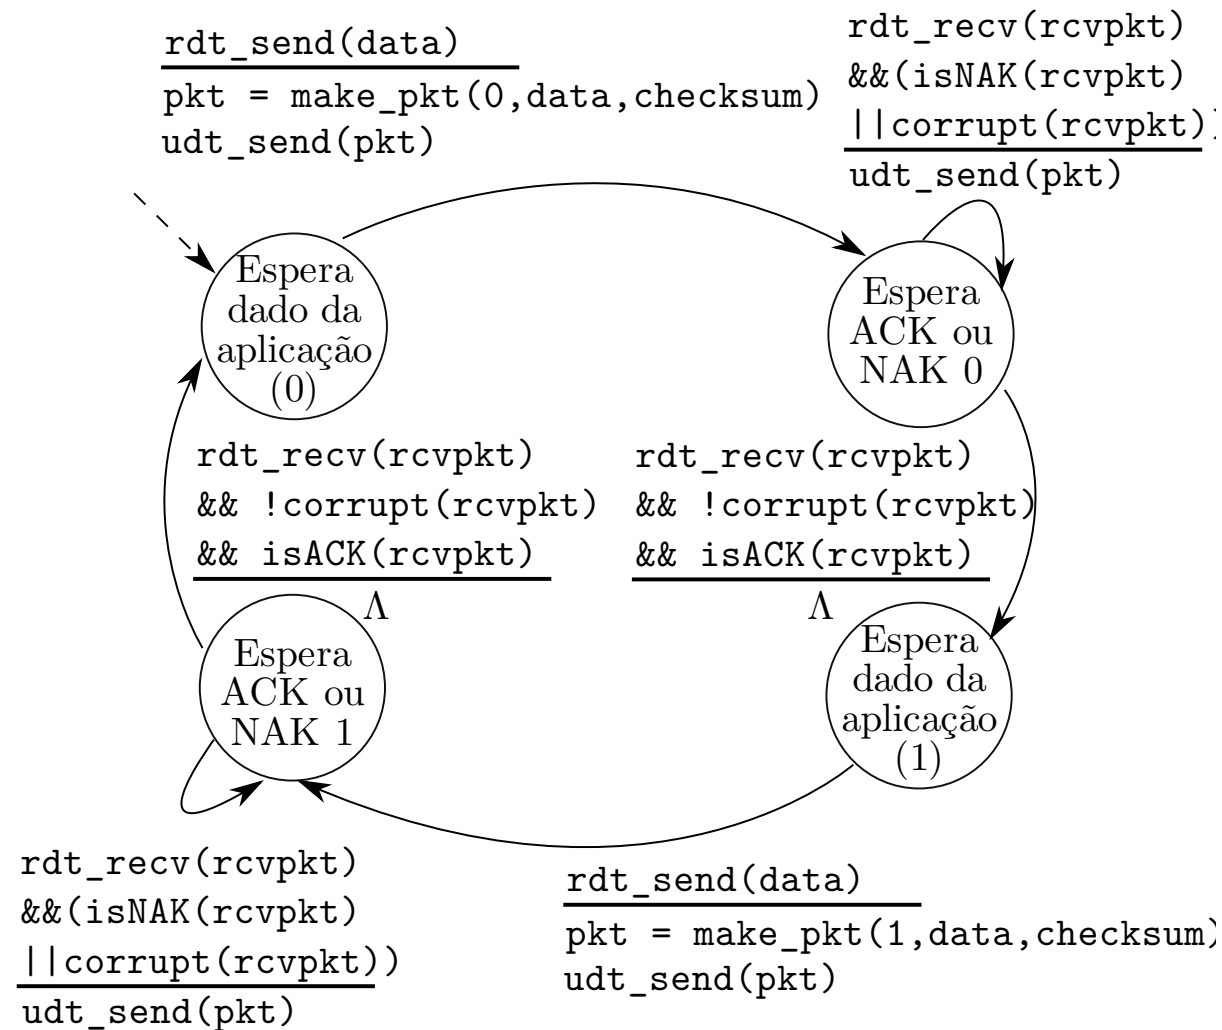 rdt_send(data)
pkt = make_pkt(0,data,checksum)
udt_send(pkt)
rdt_recv(rcvpkt)
&&(isNAK(rcvpkt)
||corrupt(rcvpkt))
udt_send(pkt)
Espera
dado da
aplicação
(0)
Espera
ACK ou
NAK 0
rdt_recv(rcvpkt)
&& !corrupt(rcvpkt)
&& isACK(rcvpkt)
Λ
rdt_recv(rcvpkt)
&& !corrupt(rcvpkt)
&& isACK(rcvpkt)
Λ
Espera
ACK ou
NAK 1
Espera
dado da
aplicação
(1)
rdt_recv(rcvpkt)
&&(isNAK(rcvpkt)
||corrupt(rcvpkt))
udt_send(pkt)
rdt_send(data)
pkt = make_pkt(1,data,checksum)
udt_send(pkt)